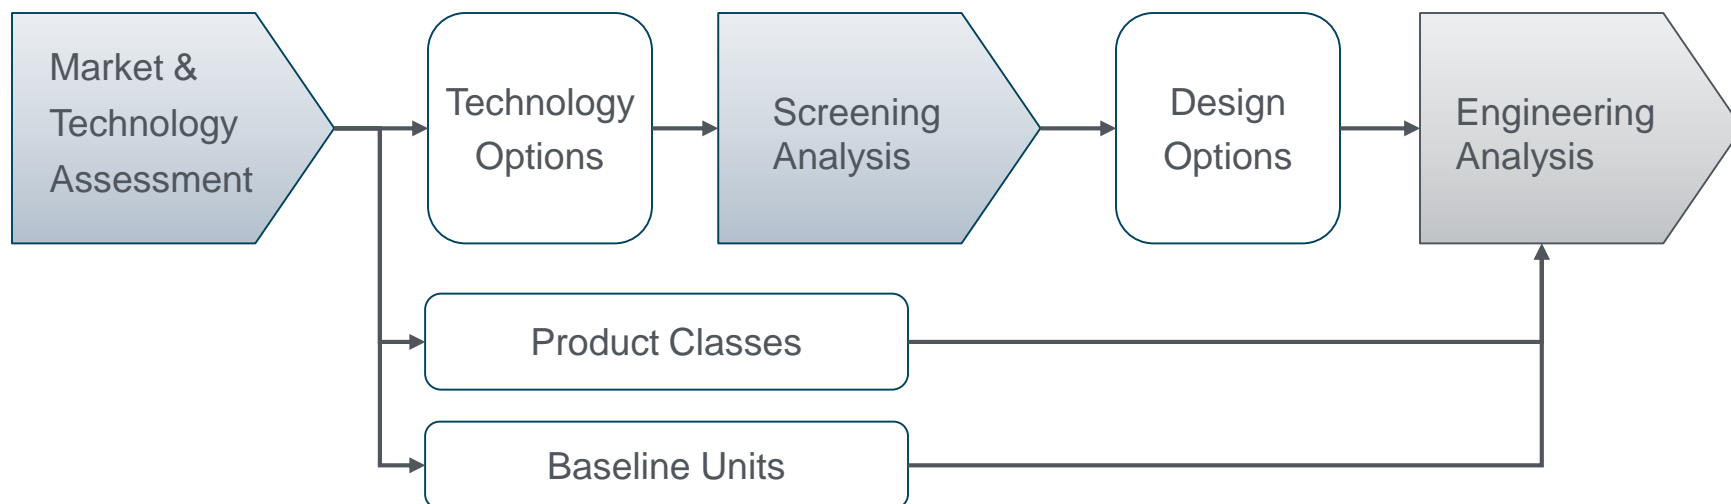 Market &
Technology
Assessment
Technology
Options
Screening
Analysis
Design
Options
Engineering
Analysis
Product Classes
Baseline Units